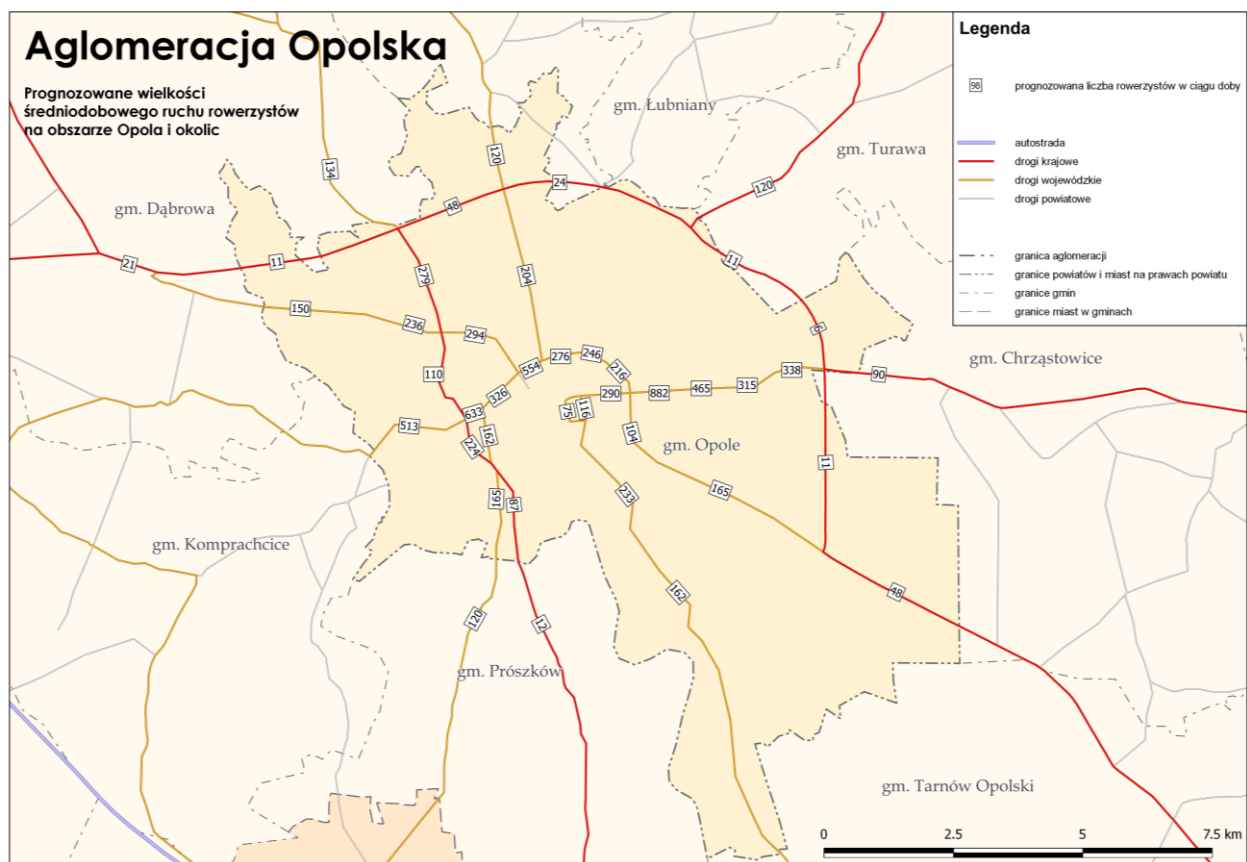 Aglomeracja Opolska
Prognozowane wielkości
średniodobowego ruchu rowerzystów
na obszarze Opola i okolic
Legenda
98 prognozowana liczba rowerzystów w ciągu doby
autostrada
drogi krajowe
drogi wojewódzkie
drogi powiatowe
granica aglomeracji
granice powiatów i miast na prawach powiatu
granice gmin
granice miast w gminach
gm. Łubniany
gm. Turawa
gm. Dąbrowa
gm. Chrząstowice
gm. Opole
gm. Komprachcice
gm. Prószków
gm. Tarnów Opolski
134
120
24
120
48
21
11
11
279
204
150
236
294
9
276
246
554
216
338
110
90
326
290
882
465
315
633
75
116
513
162
104
224
11
165
87
233
165
162
48
120
12
0 2.5 5 7.5 km